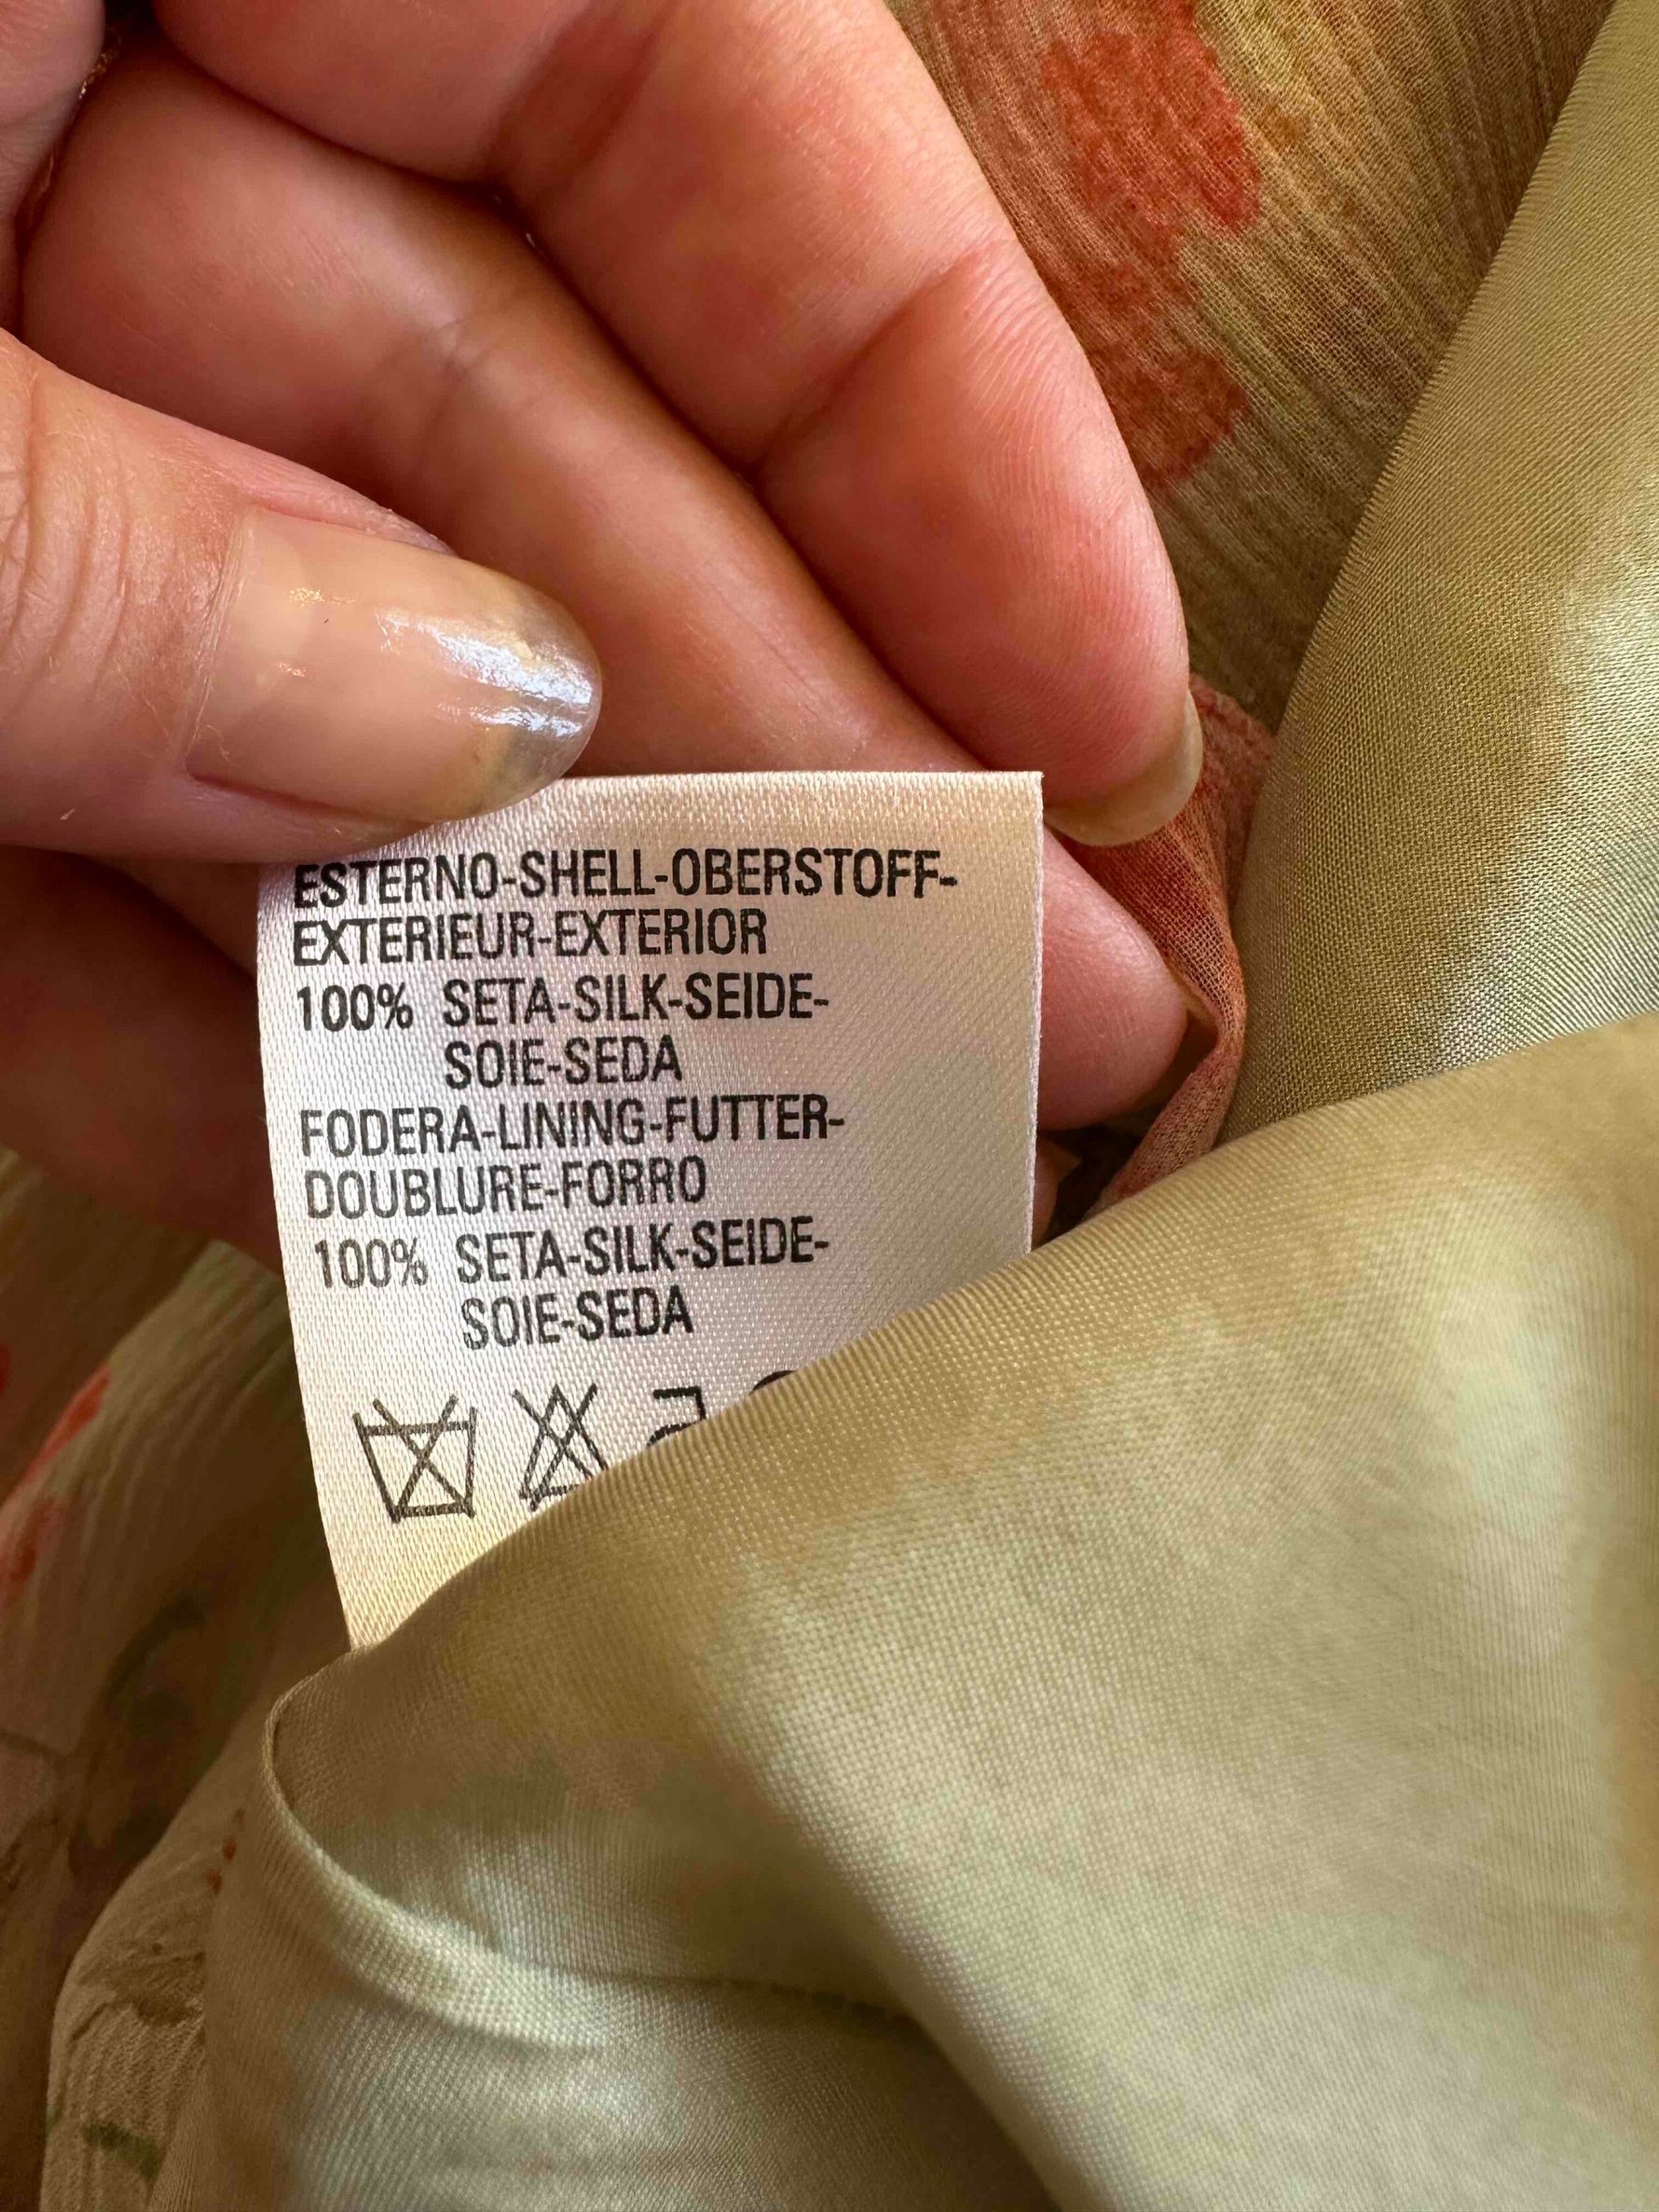 ESTERNO-SHELL-OBERSTOFF-
EXTERIEUR-EXTERIOR
100% SETA-SILK-SEIDE-
SOIE-SEDA
FODERA-LINING-FUTTER-
DOUBLURE-FORRO
100% SETA-SILK-SEIDE-
SOIE-SEDA